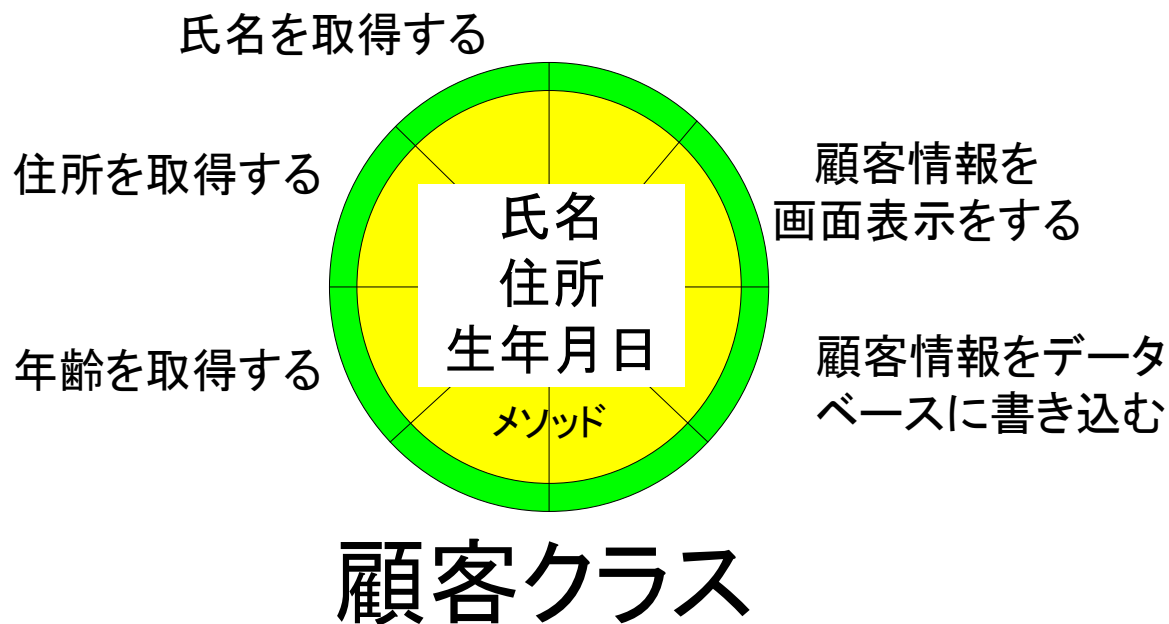 氏名を取得する
住所を取得する
顧客情報を
画面表示をする
氏名
住所
生年月日
年齢を取得する
顧客情報をデータ
ベースに書き込む
メソッド
顧客クラス